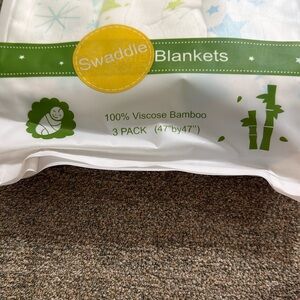 Swaddle Blankets
100% Viscose Bamboo
3 PACK (47"by47")